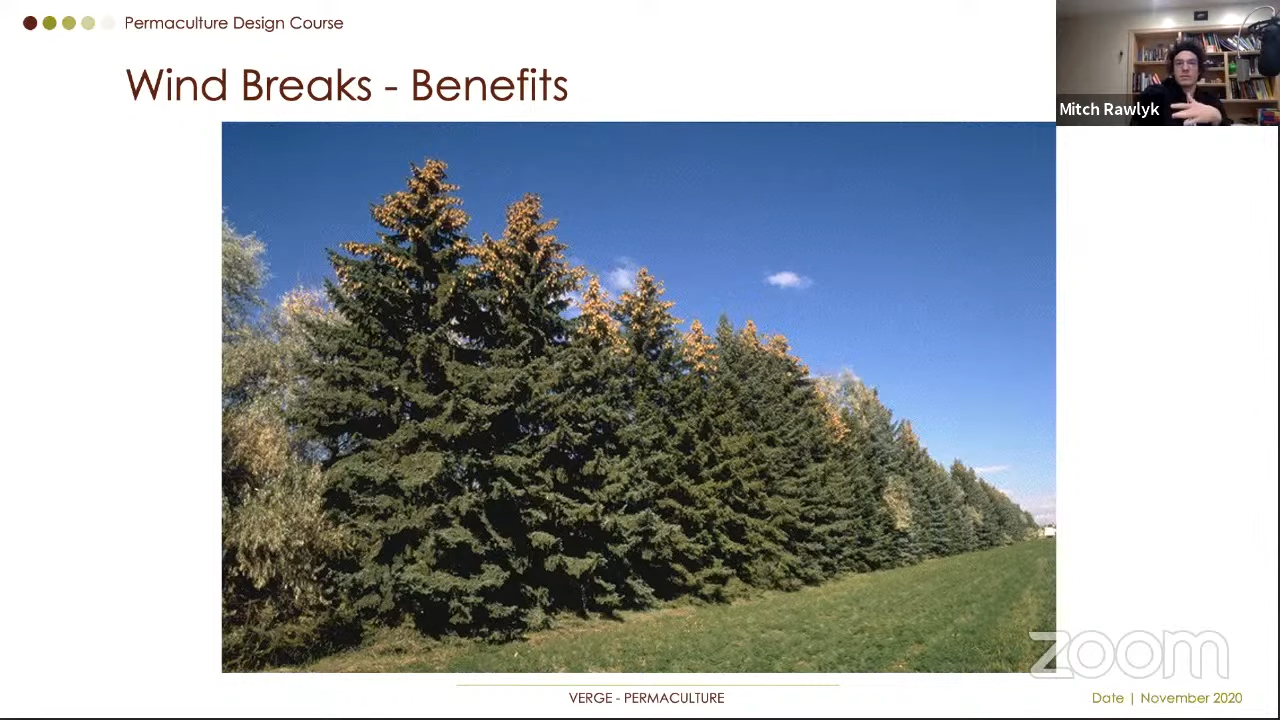 Permaculture Design Course
Wind Breaks - Benefits
Mitch Rawlyk
zoom
VERGE - PERMACULTURE
Date | November 2020